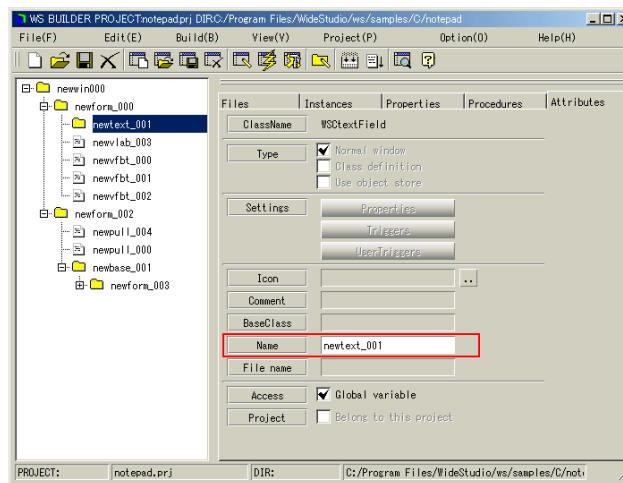 WS BUILDER PROJECT:notepad.prj DIRC:/Program Files/WideStudio/ws/samples/C/notepad
File(F) Edit(E) Build(B) View(V) Project(P) Option(O) Help(H)
newwin000
newform_000
newtext_001
newvlab_003
newvfbt_000
newvfbt_001
newvfbt_002
newform_002
newpull_004
newpull_000
newbase_001
newform_003
Files Instances Properties Procedures Attributes
ClassName WSCtextField
Type Normal window
Class definition
Use object store
Settings Properties
Triggers
UserTriggers
Icon ..
Comment
BaseClass
Name newtext_001
File name
Access Global variable
Project Belong to this project
PROJECT: notepad.prj DIR: C:/Program Files/WideStudio/ws/samples/C/not